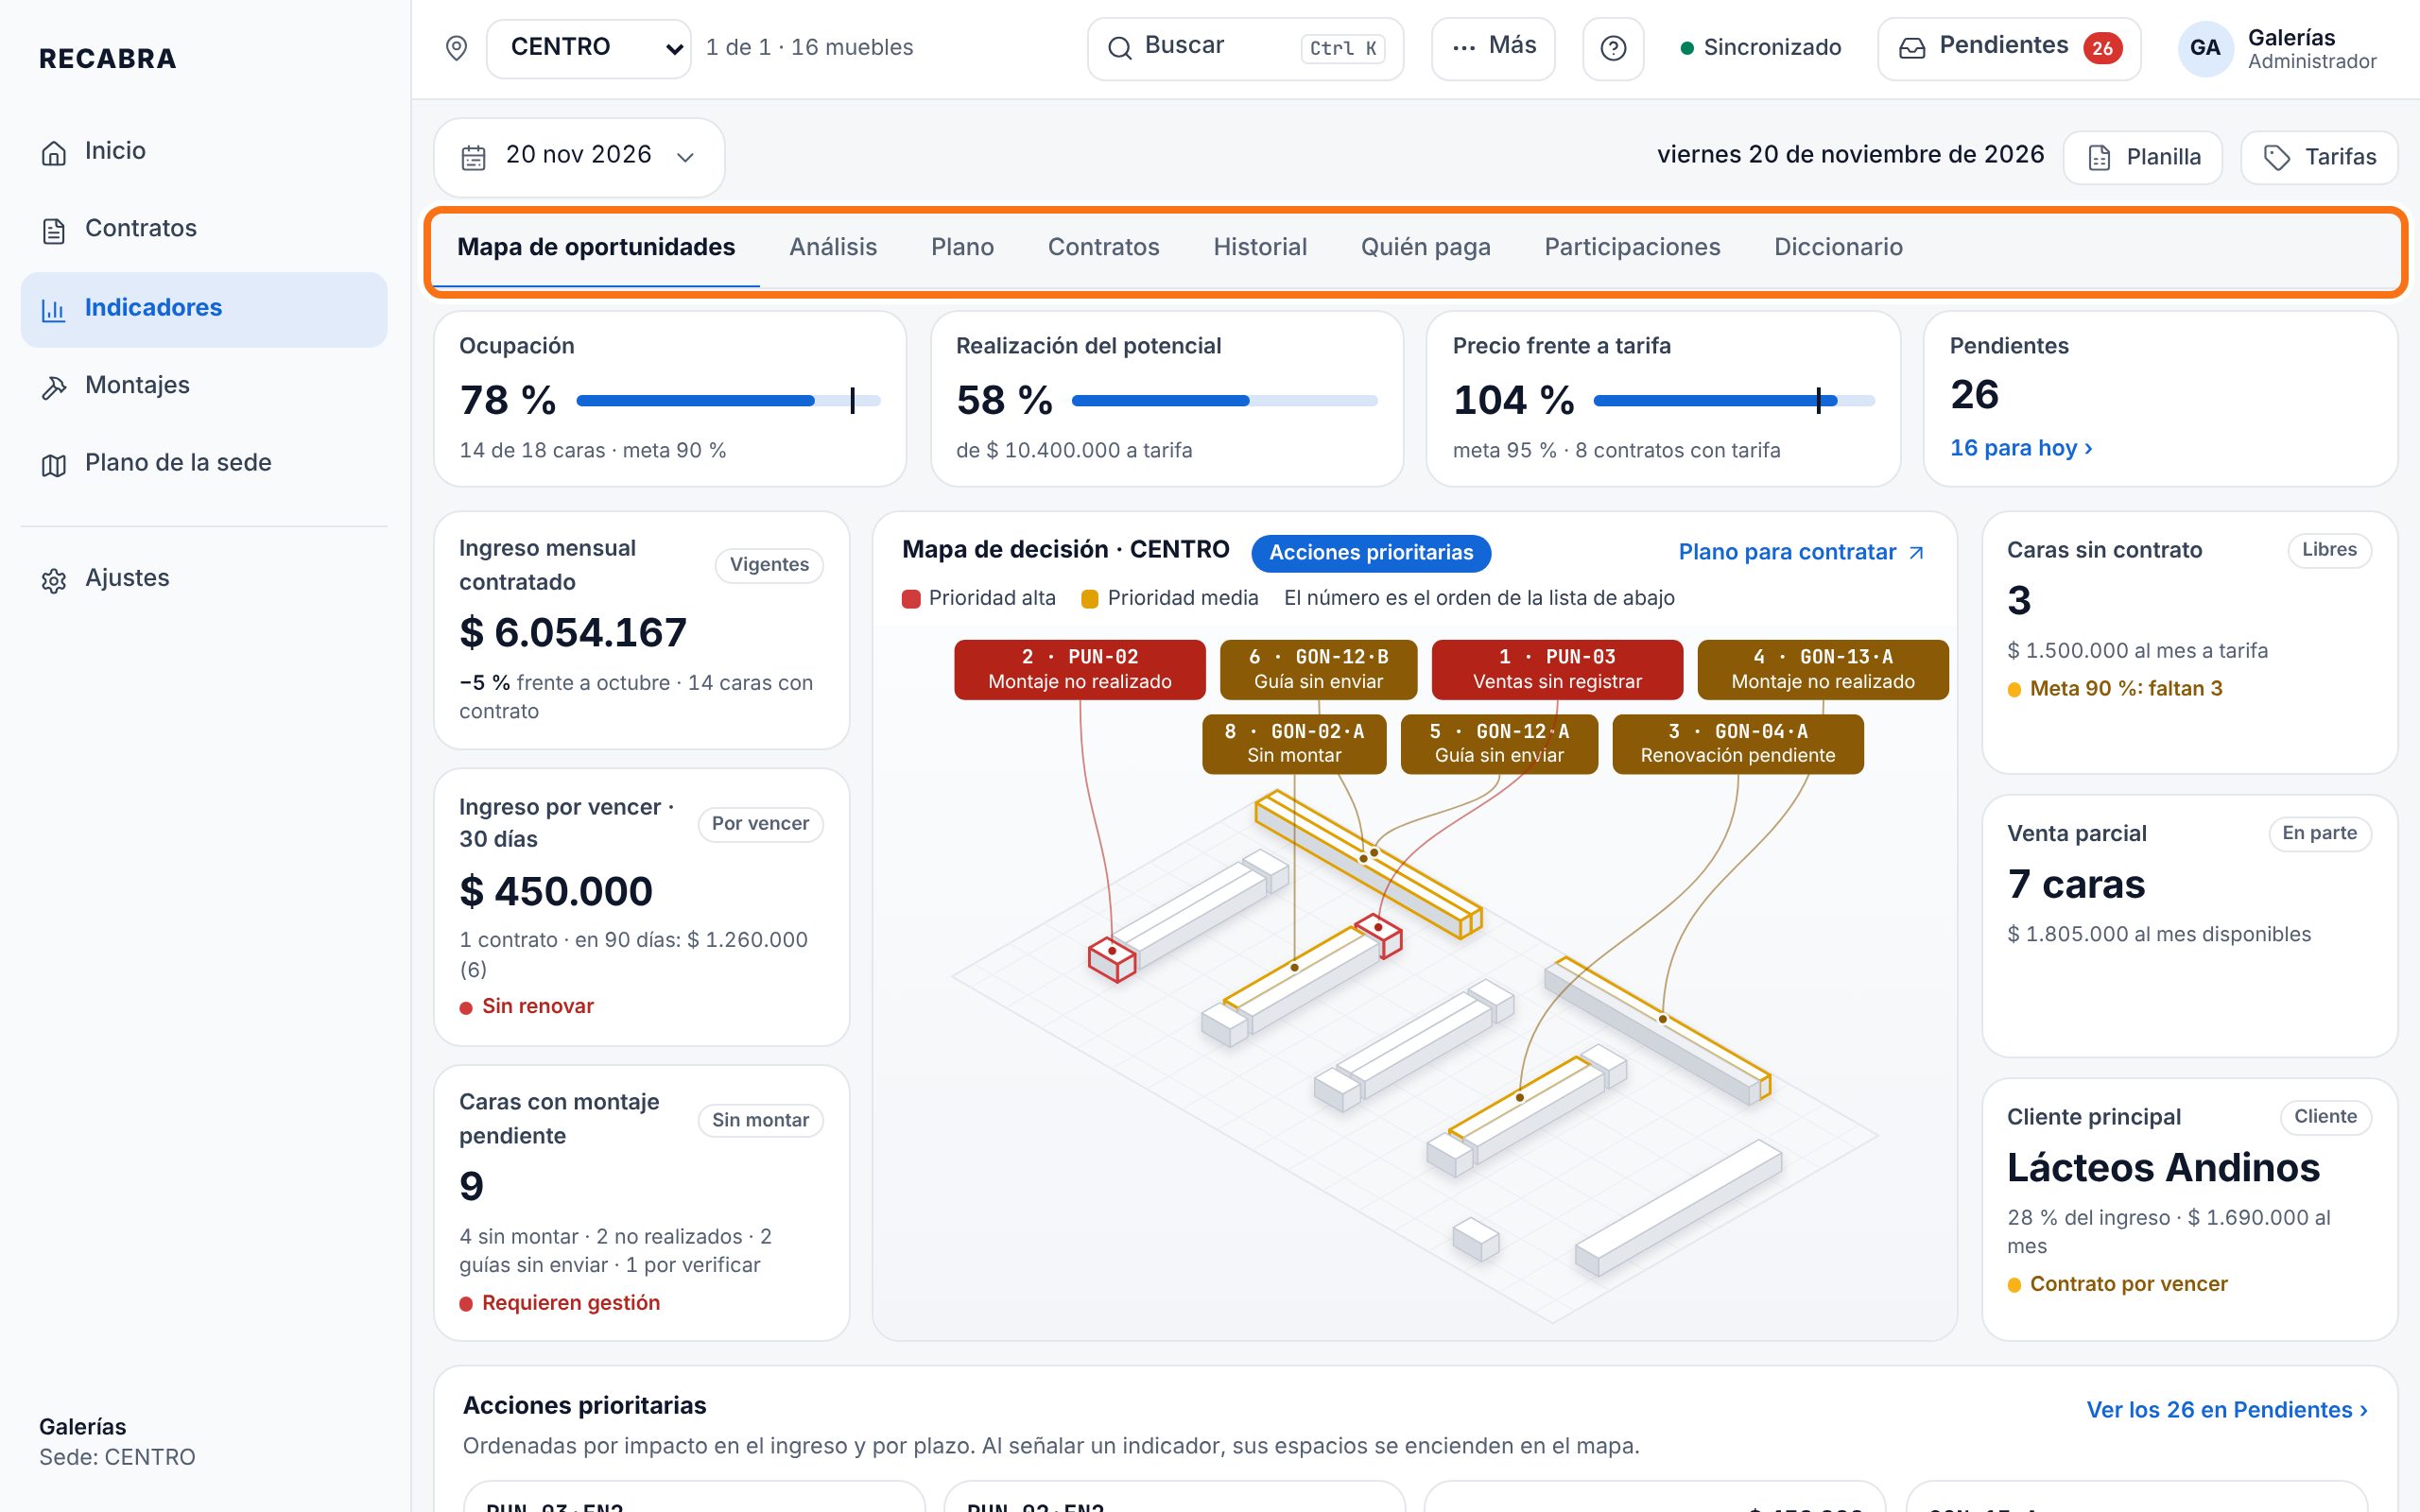 RECABRA
Inicio
Contratos
Indicadores
Montajes
Plano de la sede
Ajustes
Galerías
Sede: CENTRO
CENTRO
1 de 1 · 16 muebles
Buscar
Ctrl K
Más
Sincronizado
Pendientes
26
GA
Galerías
Administrador
20 nov 2026
viernes 20 de noviembre de 2026
Planilla
Tarifas
Mapa de oportunidades
Análisis
Plano
Contratos
Historial
Quién paga
Participaciones
Diccionario
Ocupación
78 %
14 de 18 caras · meta 90 %
Realización del potencial
58 %
de $ 10.400.000 a tarifa
Precio frente a tarifa
104 %
meta 95 % · 8 contratos con tarifa
Pendientes
26
16 para hoy ›
Ingreso mensual
contratado
Vigentes
$ 6.054.167
−5 % frente a octubre · 14 caras con
contrato
Ingreso por vencer ·
30 días
Por vencer
$ 450.000
1 contrato · en 90 días: $ 1.260.000
(6)
Sin renovar
Caras con montaje
pendiente
Sin montar
9
4 sin montar · 2 no realizados · 2
guías sin enviar · 1 por verificar
Requieren gestión
Mapa de decisión · CENTRO
Acciones prioritarias
Plano para contratar
Prioridad alta
Prioridad media
El número es el orden de la lista de abajo
2 · PUN-02
Montaje no realizado
6 · GON-12·B
Guía sin enviar
1 · PUN-03
Ventas sin registrar
4 · GON-13·A
Montaje no realizado
8 · GON-02·A
Sin montar
5 · GON-12·A
Guía sin enviar
3 · GON-04·A
Renovación pendiente
Caras sin contrato
Libres
3
$ 1.500.000 al mes a tarifa
Meta 90 %: faltan 3
Venta parcial
En parte
7 caras
$ 1.805.000 al mes disponibles
Cliente principal
Cliente
Lácteos Andinos
28 % del ingreso · $ 1.690.000 al
mes
Contrato por vencer
Acciones prioritarias
Ver los 26 en Pendientes ›
Ordenadas por impacto en el ingreso y por plazo. Al señalar un indicador, sus espacios se encienden en el mapa.